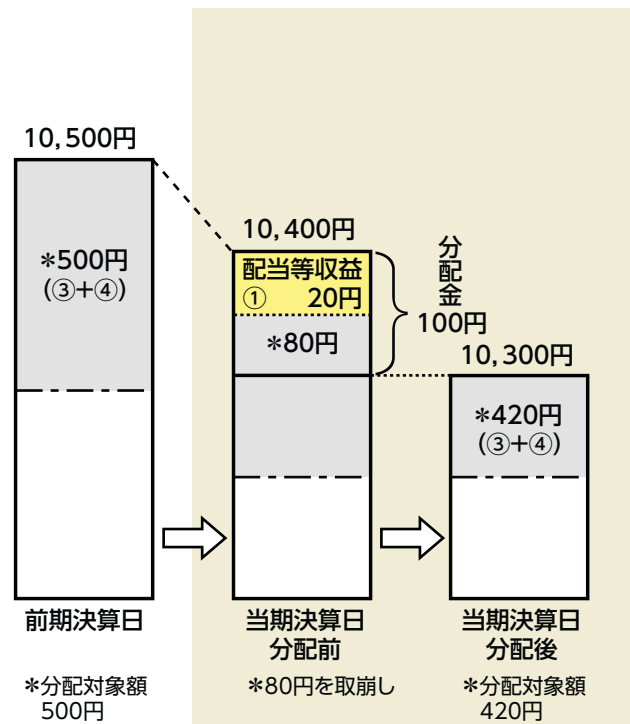 10,500円
*500円
(③+④)
前期決算日
*分配対象額
500円
10,400円
配当等収益
① 20円
*80円
分配金
100円
当期決算日
分配前
*80円を取崩し
10,300円
*420円
(③+④)
当期決算日
分配後
*分配対象額
420円